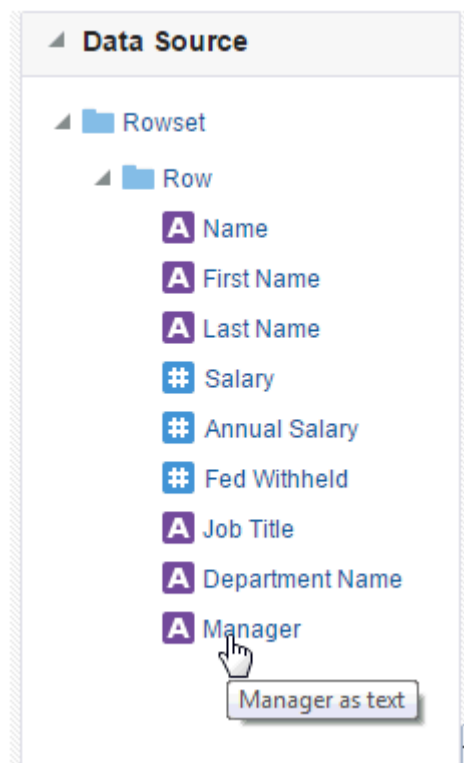 Data Source
Rowset
Row
A Name
A First Name
A Last Name
# Salary
# Annual Salary
# Fed Withheld
A Job Title
A Department Name
A Manager
Manager as text